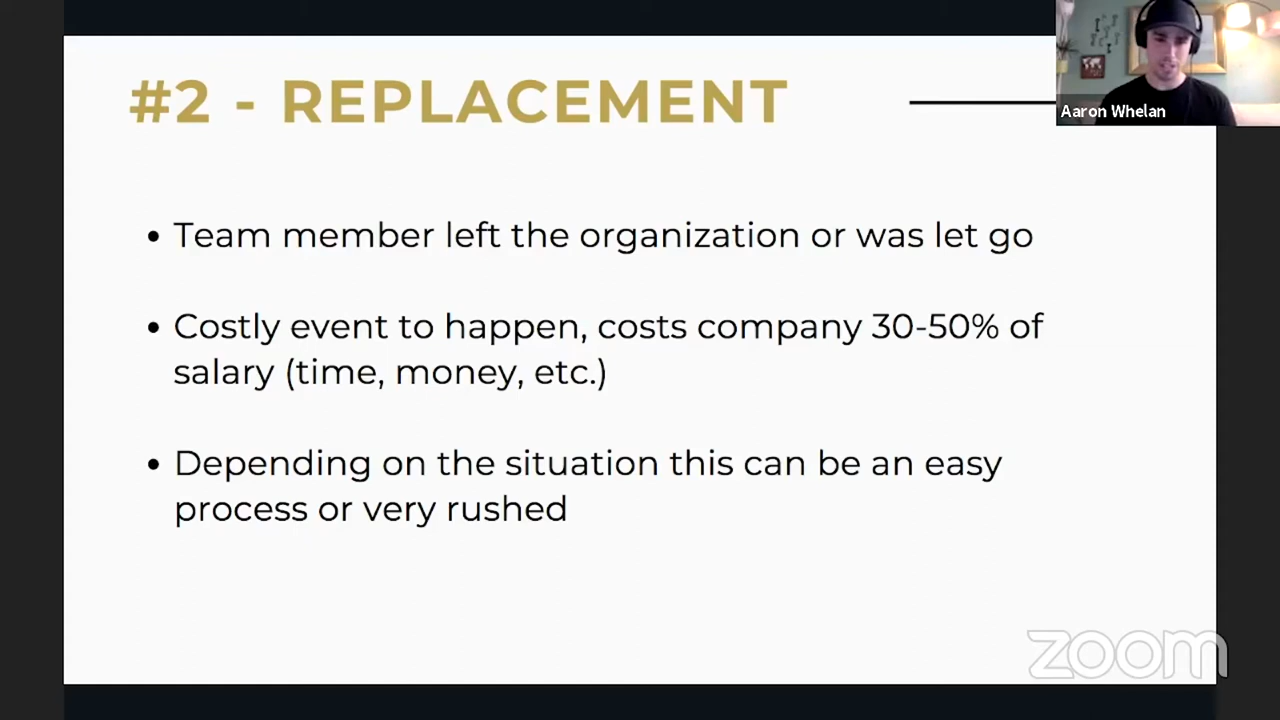 #2 - REPLACEMENT
Aaron Whelan
• Team member left the organization or was let go
• Costly event to happen, costs company 30-50% of
salary (time, money, etc.)
• Depending on the situation this can be an easy
process or very rushed
zoom